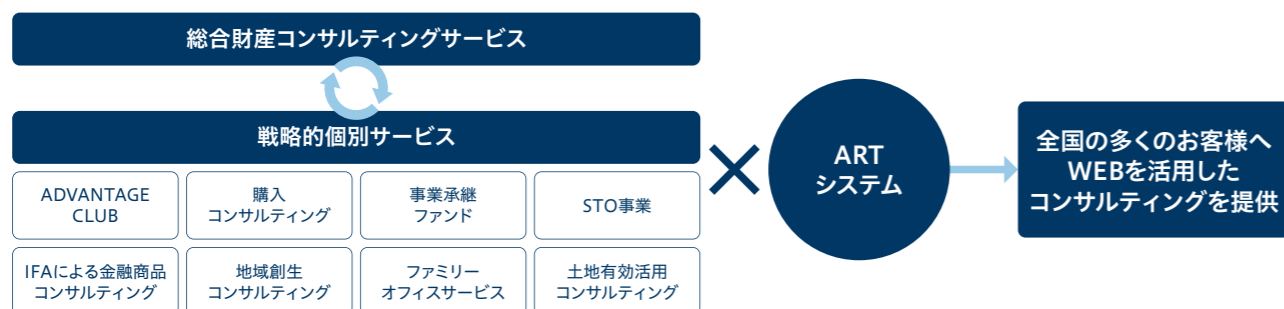 総合財産コンサルティングサービス
戦略的個別サービス
ADVANTAGE
CLUB
購入
コンサルティング
事業承継
ファンド
STO事業
IFAによる金融商品
コンサルティング
地域創生
コンサルティング
ファミリー
オフィスサービス
土地有効活用
コンサルティング
ART
システム
全国の多くのお客様へ
WEBを活用した
コンサルティングを提供